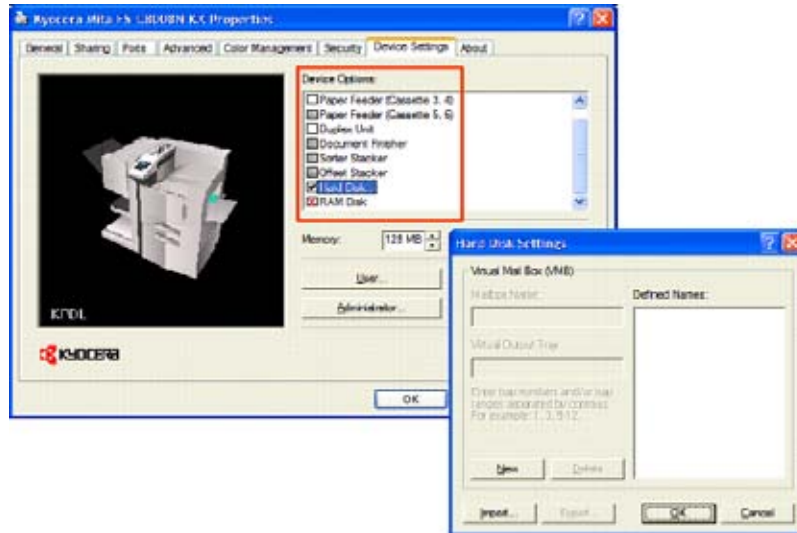 Kyocera Mita FS-C8008N KX Properties
General
Sharing
Ports
Advanced
Color Management
Security
Device Settings
About
Device Options:
Paper Feeder (Cassette 3, 4)
Paper Feeder (Cassette 5, 6)
Duplex Unit
Document Finisher
Sorter Stacker
Offset Stacker
Hard Disk...
RAM Disk
Memory:
128 MB
User...
Administrator...
KPDL
KYOCERA
OK
Hard Disk Settings
Virtual Mail Box (VMB)
Mailbox Name:
Defined Names:
Virtual Output Tray
Enter tray numbers and/or tray
ranges separated by commas.
For example: 1, 3, 5-12
New
Delete
Import...
Export...
OK
Cancel